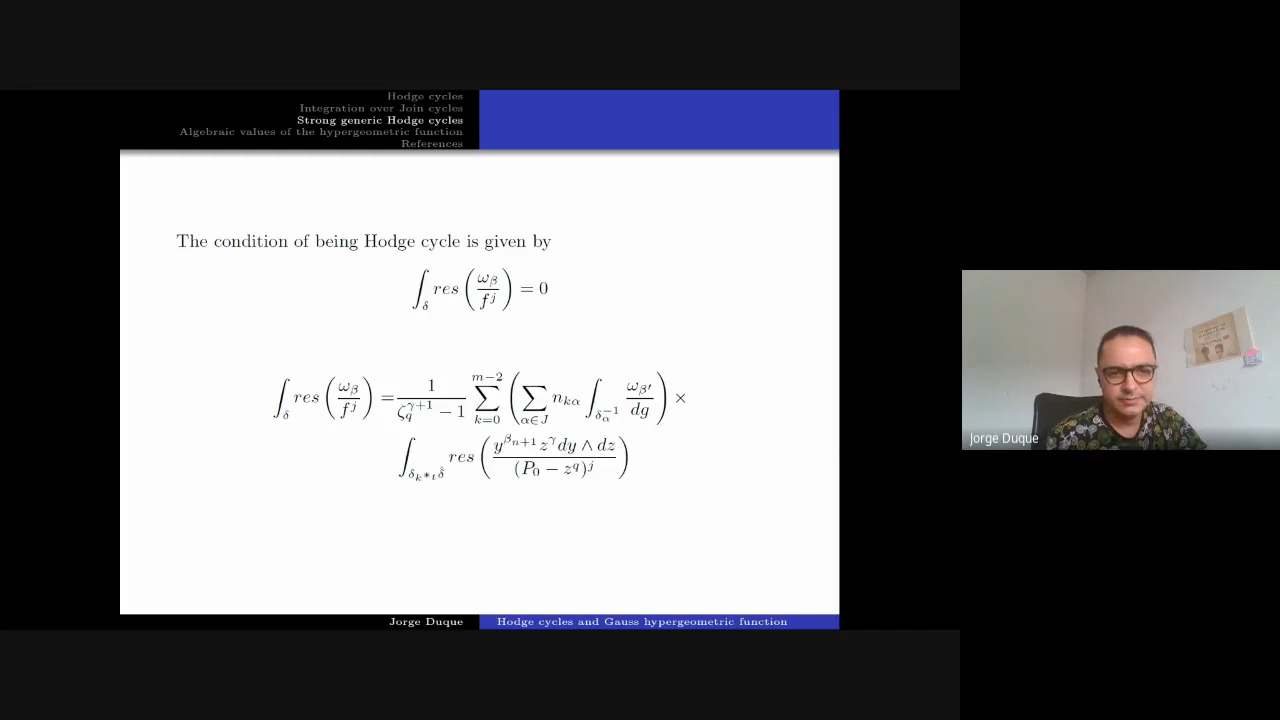 Hodge cycles
Integration over Join cycles
Strong generic Hodge cycles
Algebraic values of the hypergeometric function
References
The condition of being Hodge cycle is given by
∫_δ res (ω_β / f^j) = 0
∫_δ res (ω_β / f^j) = 1 / (ζ_q^{γ+1} − 1) ∑_{k=0}^{m−2} (∑_{α∈J} n_{kα} ∫_{δ_α^{−1}} ω_{β′} / dg) ×
∫_{δ_k *_t δ̂} res (y^{β_{n+1}} z^γ dy ∧ dz / (P_0 − z^q)^j)
Jorge Duque
Jorge Duque
Hodge cycles and Gauss hypergeometric function